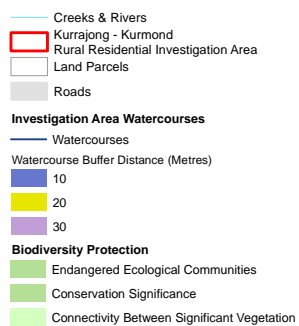 Creeks & Rivers
Kurrajong - Kurmond
Rural Residential Investigation Area
Land Parcels
Roads
Investigation Area Watercourses
Watercourses
Watercourse Buffer Distance (Metres)
10
20
30
Biodiversity Protection
Endangered Ecological Communities
Conservation Significance
Connectivity Between Significant Vegetation